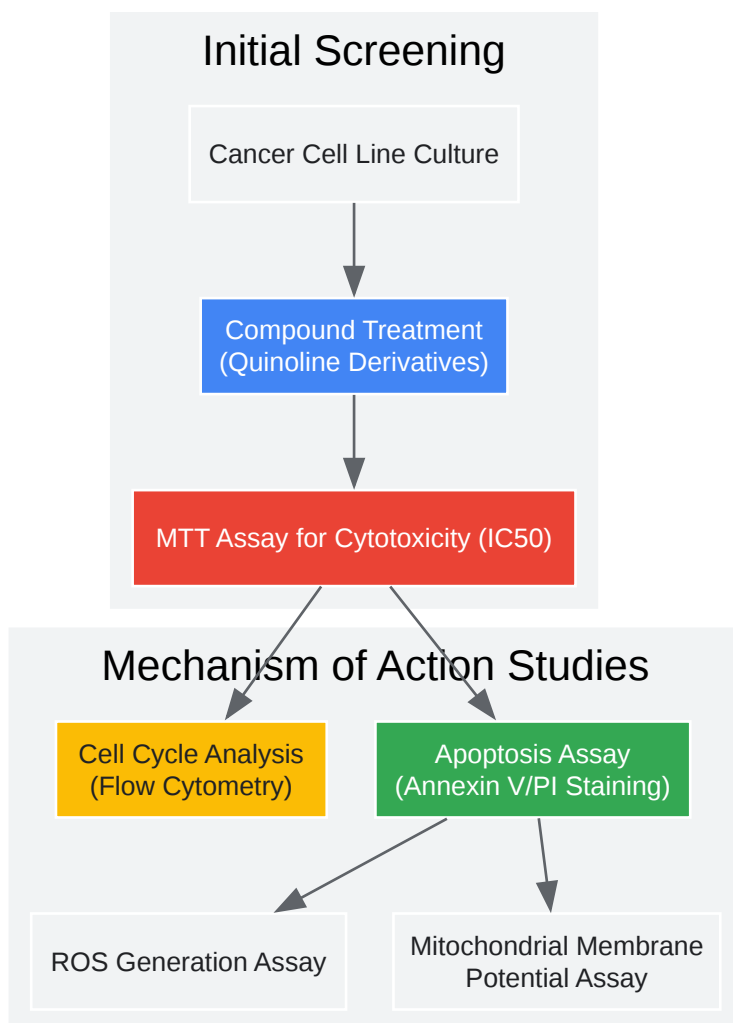 Initial Screening
Cancer Cell Line Culture
Compound Treatment
(Quinoline Derivatives)
MTT Assay for Cytotoxicity (IC50)
Mechanism of Action Studies
Cell Cycle Analysis
(Flow Cytometry)
Apoptosis Assay
(Annexin V/PI Staining)
ROS Generation Assay
Mitochondrial Membrane
Potential Assay